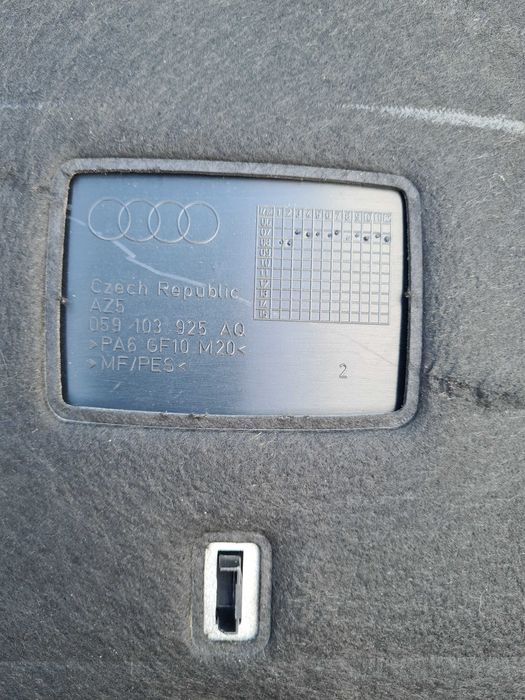 Czech Republic
AZ5
059 103 925 AQ
>PA6 GF10 M20<
>MF/PES<
2